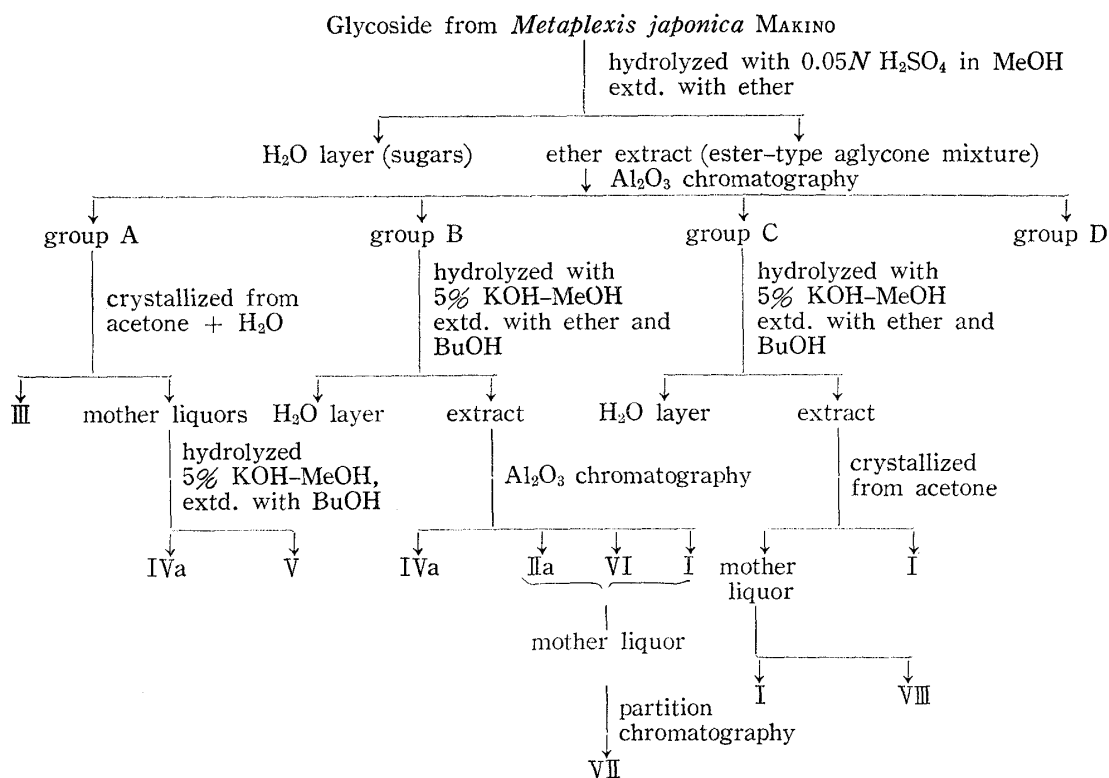 Glycoside from Metaplexis japonica MAKINO
hydrolyzed with 0.05N H₂SO₄ in MeOH
extd. with ether
H₂O layer (sugars)
ether extract (ester-type aglycone mixture)
Al₂O₃ chromatography
group A
group B
group C
group D
crystallized from
acetone + H₂O
hydrolyzed with
5% KOH-MeOH
extd. with ether and
BuOH
hydrolyzed with
5% KOH-MeOH
extd. with ether and
BuOH
Ⅲ
mother liquors
H₂O layer
extract
H₂O layer
extract
hydrolyzed
5% KOH-MeOH,
extd. with BuOH
Al₂O₃ chromatography
crystallized
from acetone
Ⅳa
Ⅴ
Ⅳa
Ⅱa
Ⅵ
Ⅰ
mother
liquor
Ⅰ
mother liquor
Ⅰ
Ⅷ
partition
chromatography
Ⅶ